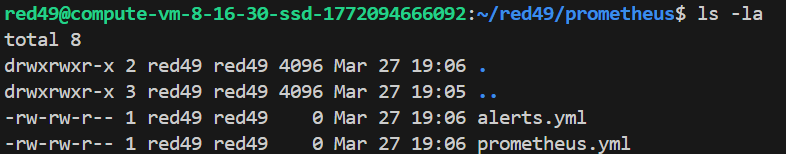 red49@compute-vm-8-16-30-ssd-1772094666092:~/red49/prometheus$ ls -la
total 8
drwxrwxr-x 2 red49 red49 4096 Mar 27 19:06 .
drwxrwxr-x 3 red49 red49 4096 Mar 27 19:05 ..
-rw-rw-r-- 1 red49 red49    0 Mar 27 19:06 alerts.yml
-rw-rw-r-- 1 red49 red49    0 Mar 27 19:06 prometheus.yml